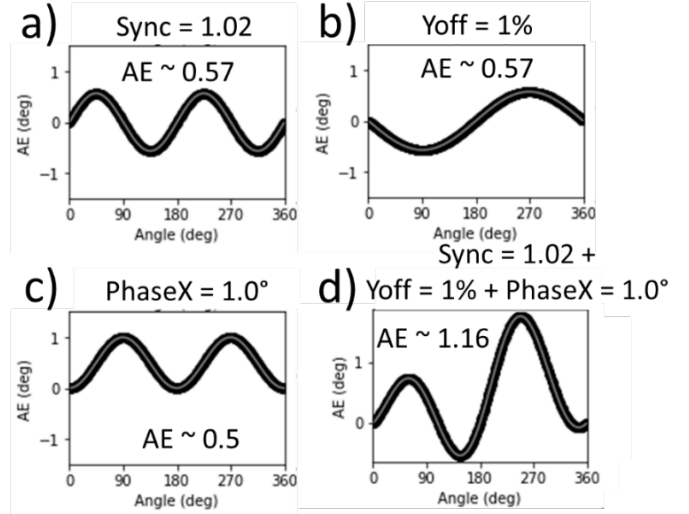 a) Sync = 1.02
AE ~ 0.57
1
0
−1
AE (deg)
0 90 180 270 360
Angle (deg)
b) Yoff = 1%
AE ~ 0.57
1
0
−1
AE (deg)
0 90 180 270 360
Angle (deg)
c) PhaseX = 1.0°
1
0
−1
AE (deg)
AE ~ 0.5
0 90 180 270 360
Angle (deg)
Sync = 1.02 +
d) Yoff = 1% + PhaseX = 1.0°
AE ~ 1.16
1
0
AE (deg)
0 90 180 270 360
Angle (deg)